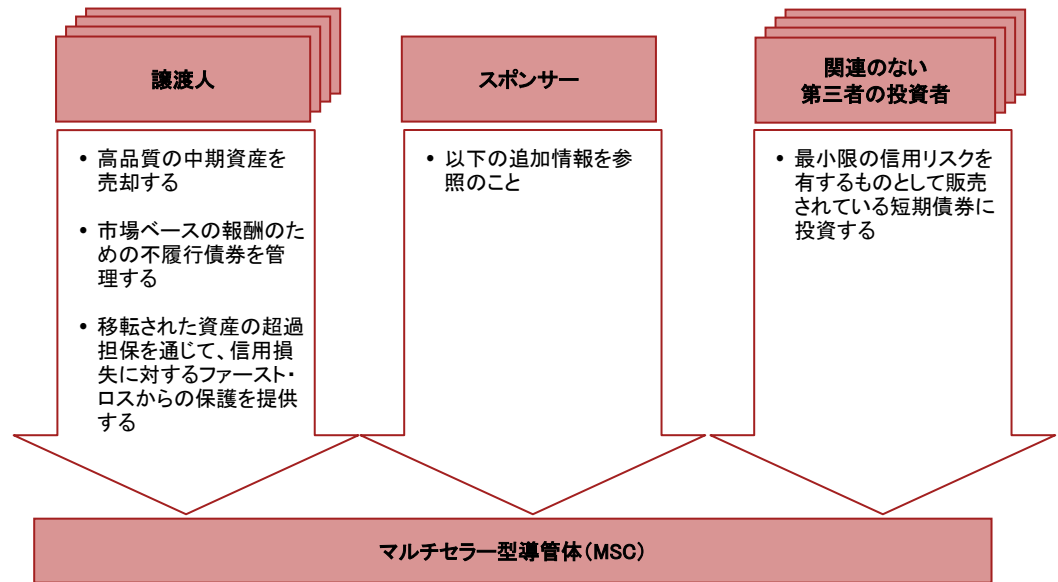 譲渡人
スポンサー
関連のない
第三者の投資者
• 高品質の中期資産を
売却する
• 市場ベースの報酬のた
めの不履行債券を管
理する
• 移転された資産の超過
担保を通じて、信用損
失に対するファースト・
ロスからの保護を提供
する
• 以下の追加情報を参
照のこと
• 最小限の信用リスクを
有するものとして販売
されている短期債券に
投資する
マルチセラー型導管体(MSC)